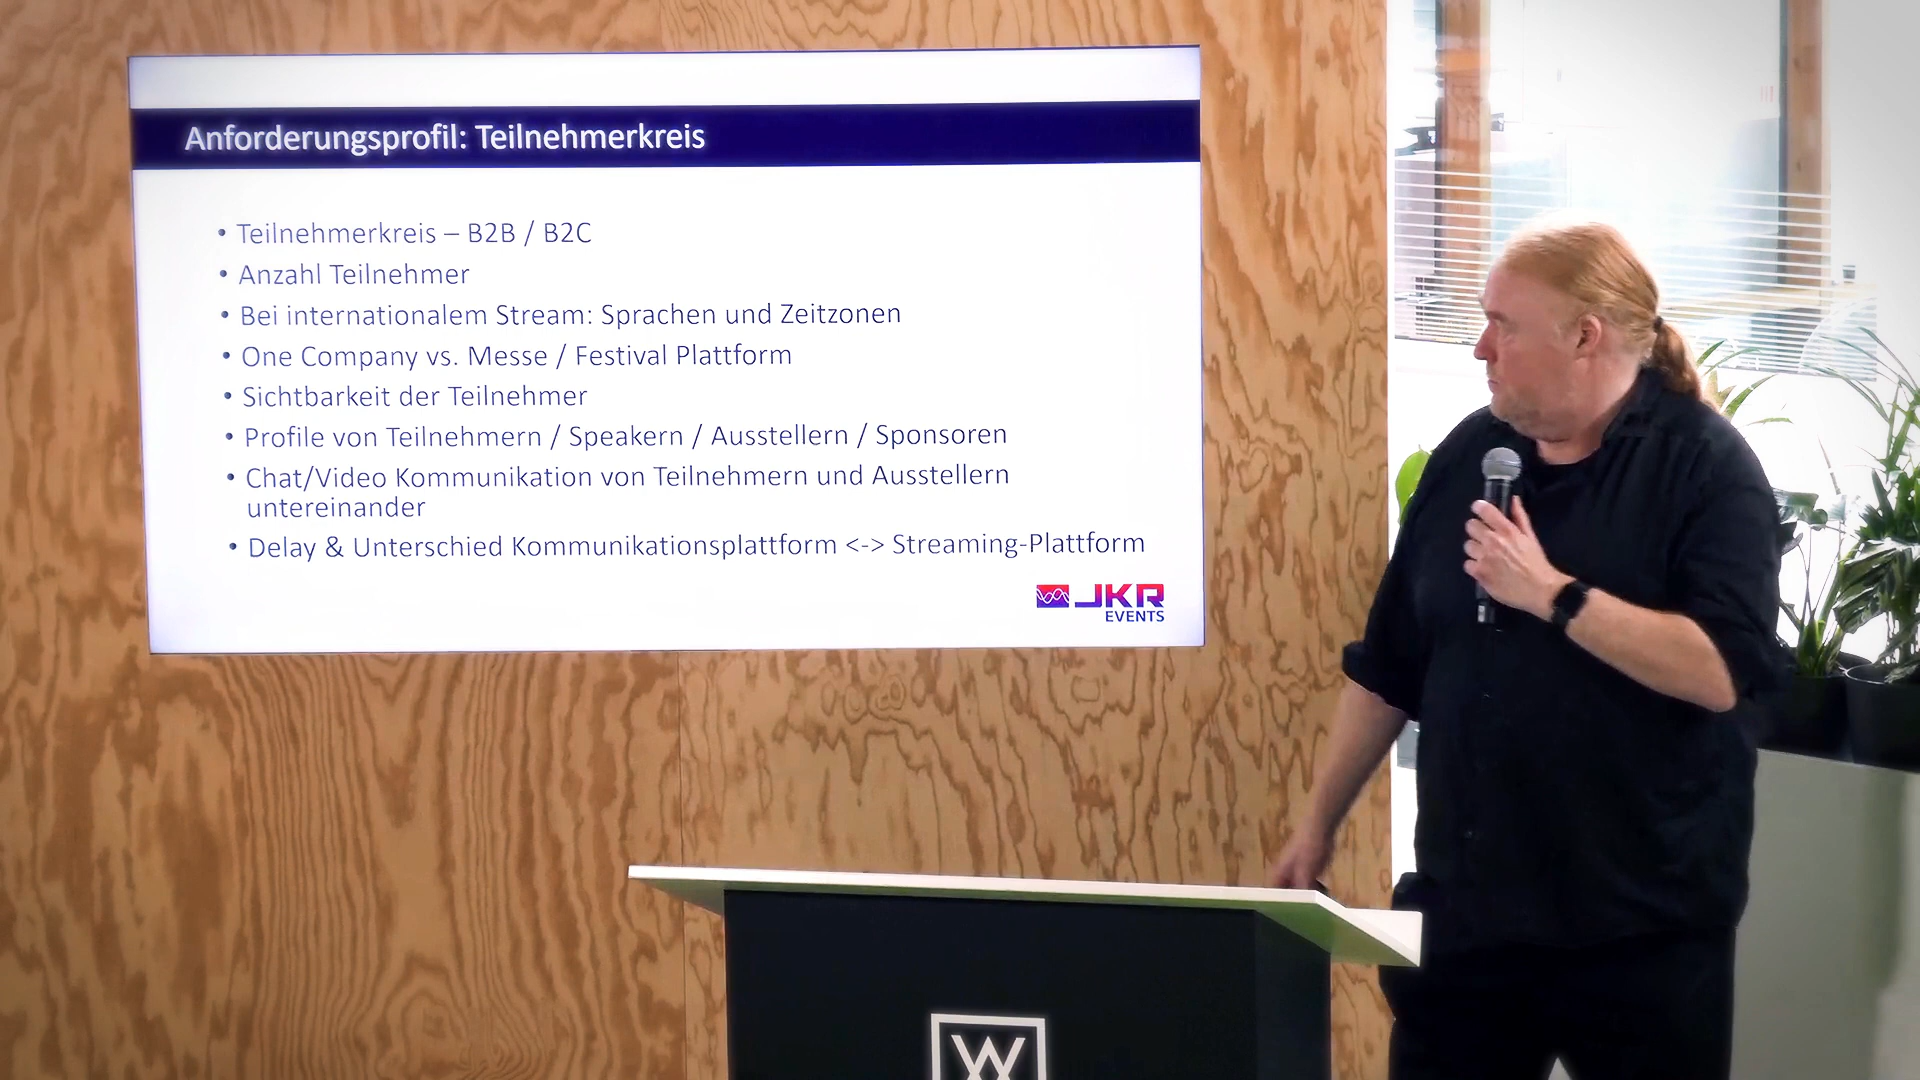 Anforderungsprofil: Teilnehmerkreis
• Teilnehmerkreis – B2B / B2C
• Anzahl Teilnehmer
• Bei internationalem Stream: Sprachen und Zeitzonen
• One Company vs. Messe / Festival Plattform
• Sichtbarkeit der Teilnehmer
• Profile von Teilnehmern / Speakern / Ausstellern / Sponsoren
• Chat/Video Kommunikation von Teilnehmern und Ausstellern
untereinander
• Delay & Unterschied Kommunikationsplattform <-> Streaming-Plattform
JKR
EVENTS
W